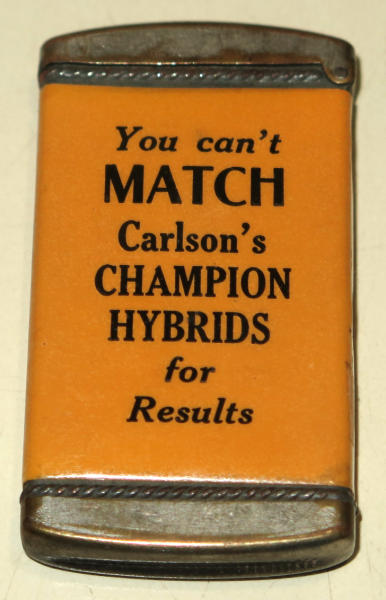 You can't
MATCH
Carlson's
CHAMPION
HYBRIDS
for
Results